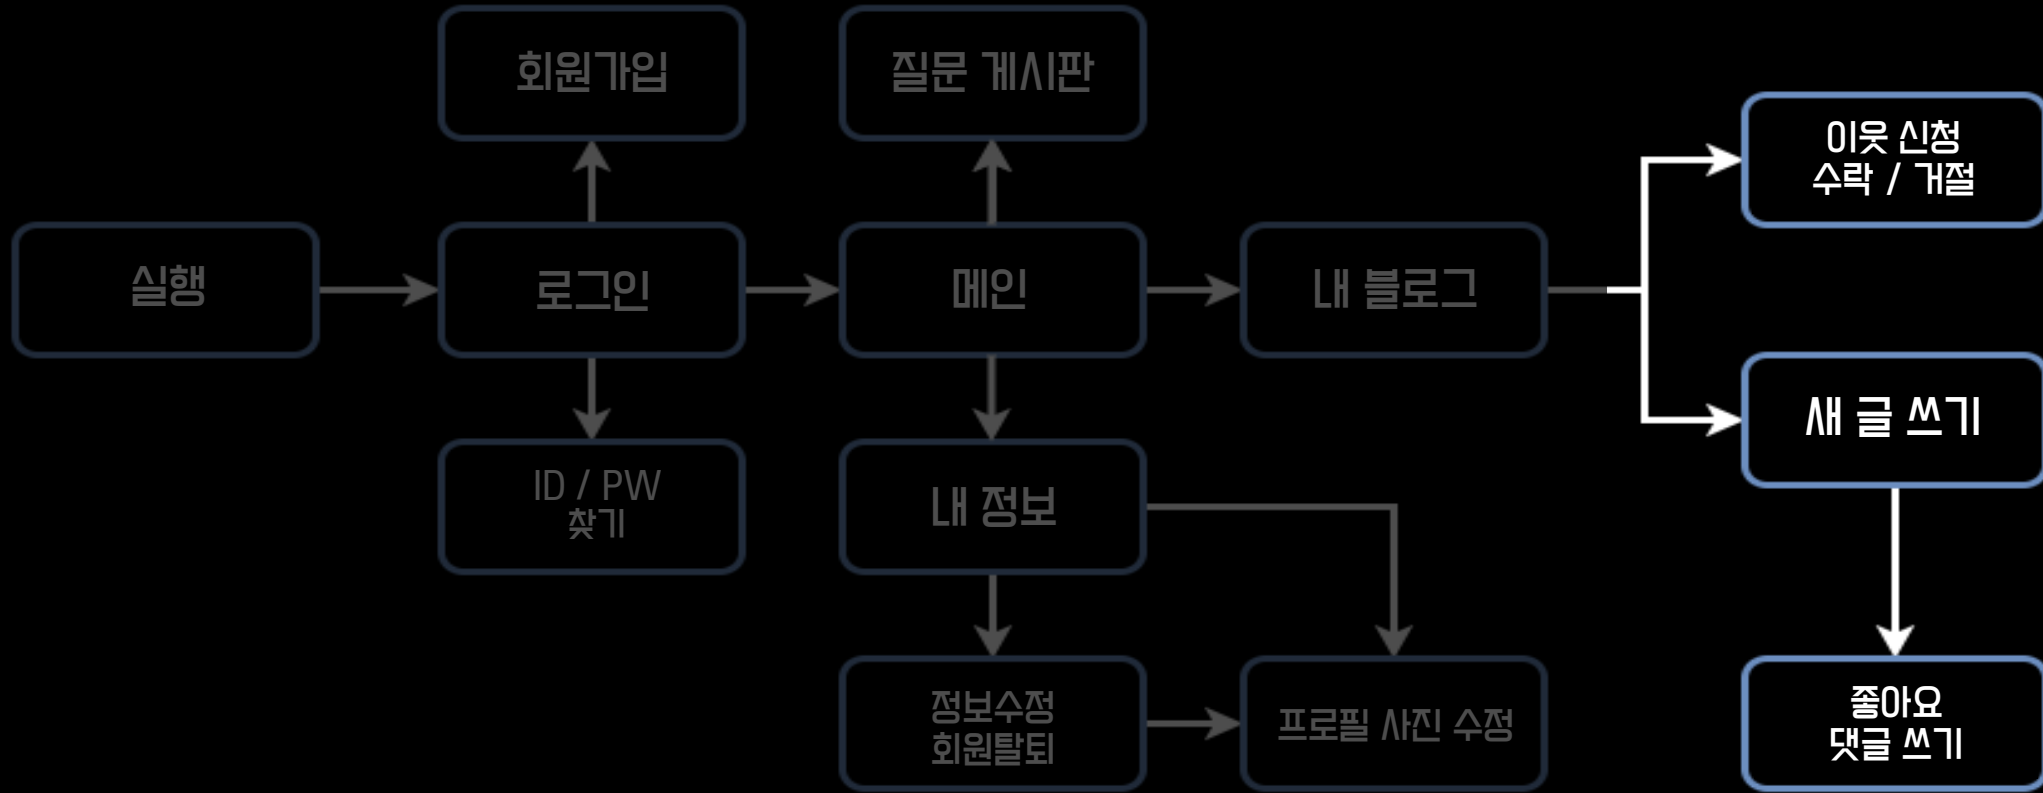 회원가입
질문 게시판
이웃 신청
수락 / 거절
실행
로그인
메인
내 블로그
새 글 쓰기
ID / PW
찾기
내 정보
정보수정
회원탈퇴
프로필 사진 수정
좋아요
댓글 쓰기